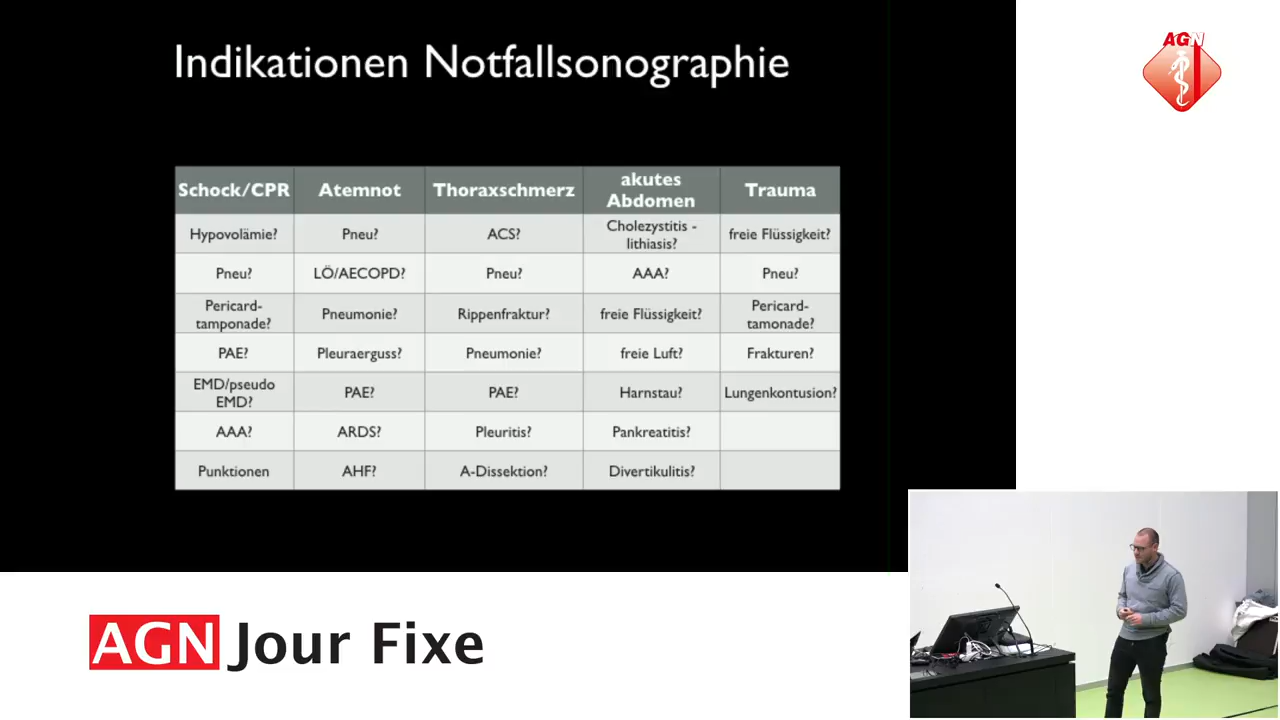 Indikationen Notfallsonographie
AGN
Schock/CPR Atemnot Thoraxschmerz akutes Abdomen Trauma
Hypovolämie? Pneu? ACS? Cholezystitis - lithiasis? freie Flüssigkeit?
Pneu? LÖ/AECOPD? Pneu? AAA? Pneu?
Pericard- tamponade? Pneumonie? Rippenfraktur? freie Flüssigkeit? Pericard- tamonade?
PAE? Pleuraerguss? Pneumonie? freie Luft? Frakturen?
EMD/pseudo EMD? PAE? PAE? Harnstau? Lungenkontusion?
AAA? ARDS? Pleuritis? Pankreatitis?
Punktionen AHF? A-Dissektion? Divertikulitis?
AGN Jour Fixe